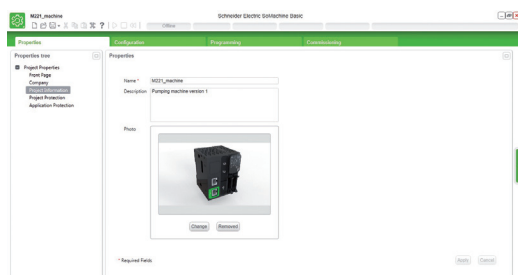 M221_machine
Schneider Electric SoMachine Basic
Offline
Properties
Configuration
Programming
Commissioning
Properties tree
Properties
Project Properties
Front Page
Company
Project Information
Project Protection
Application Protection
Name *
M221_machine
Description
Pumping machine version 1
Photo
Change
Removed
* Required Fields
Apply
Cancel